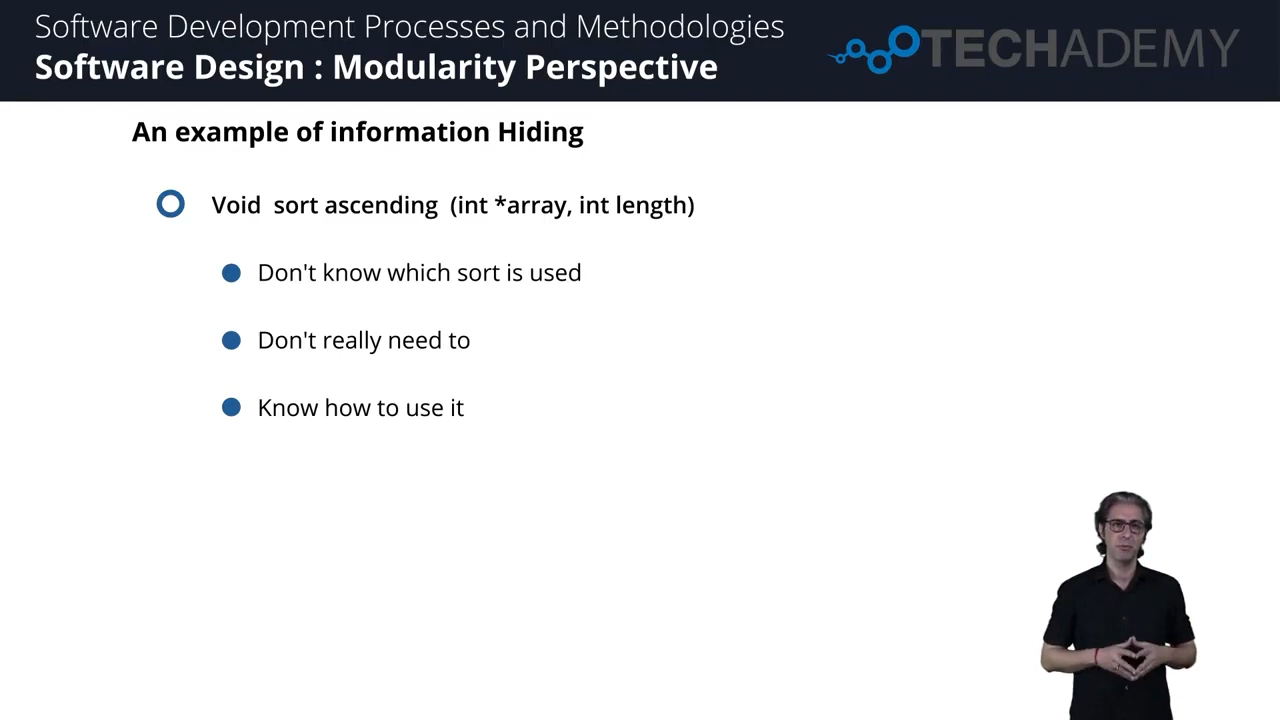 Software Development Processes and Methodologies
Software Design : Modularity Perspective
TECHADEMY
An example of information Hiding
Void sort ascending (int *array, int length)
Don't know which sort is used
Don't really need to
Know how to use it